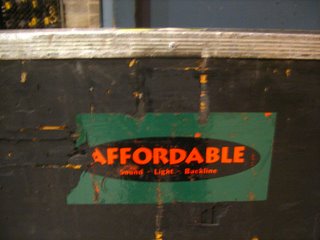 AFFORDABLE
Sound - Light - Backline